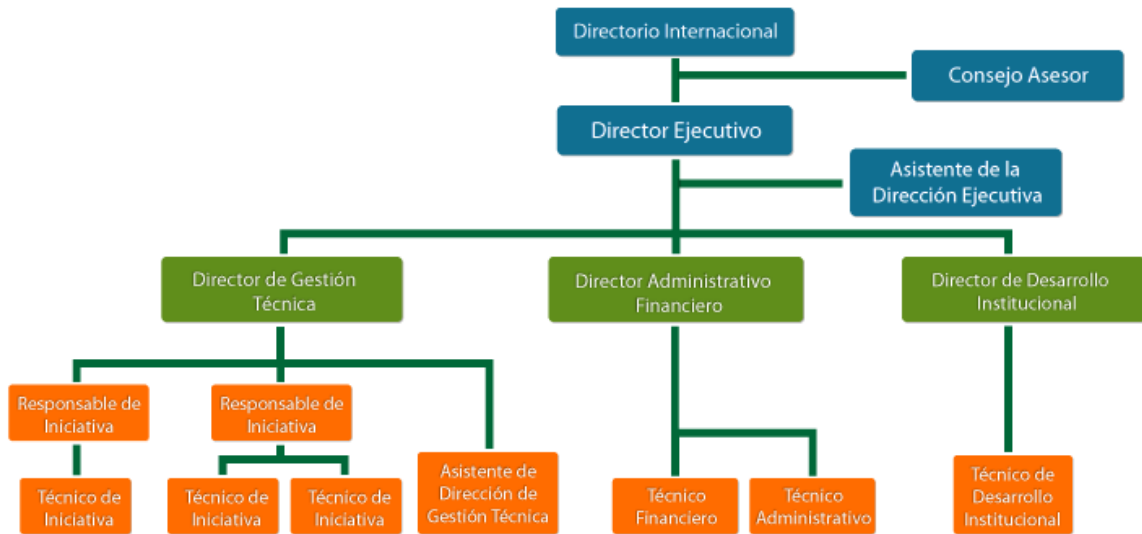 Directorio Internacional
Consejo Asesor
Director Ejecutivo
Asistente de la
Dirección Ejecutiva
Director de Gestión
Técnica
Director Administrativo
Financiero
Director de Desarrollo
Institucional
Responsable de
Iniciativa
Responsable de
Iniciativa
Técnico de
Iniciativa
Técnico de
Iniciativa
Técnico de
Iniciativa
Asistente de
Dirección de
Gestión Técnica
Técnico
Financiero
Técnico
Administrativo
Técnico de
Desarrollo
Institucional